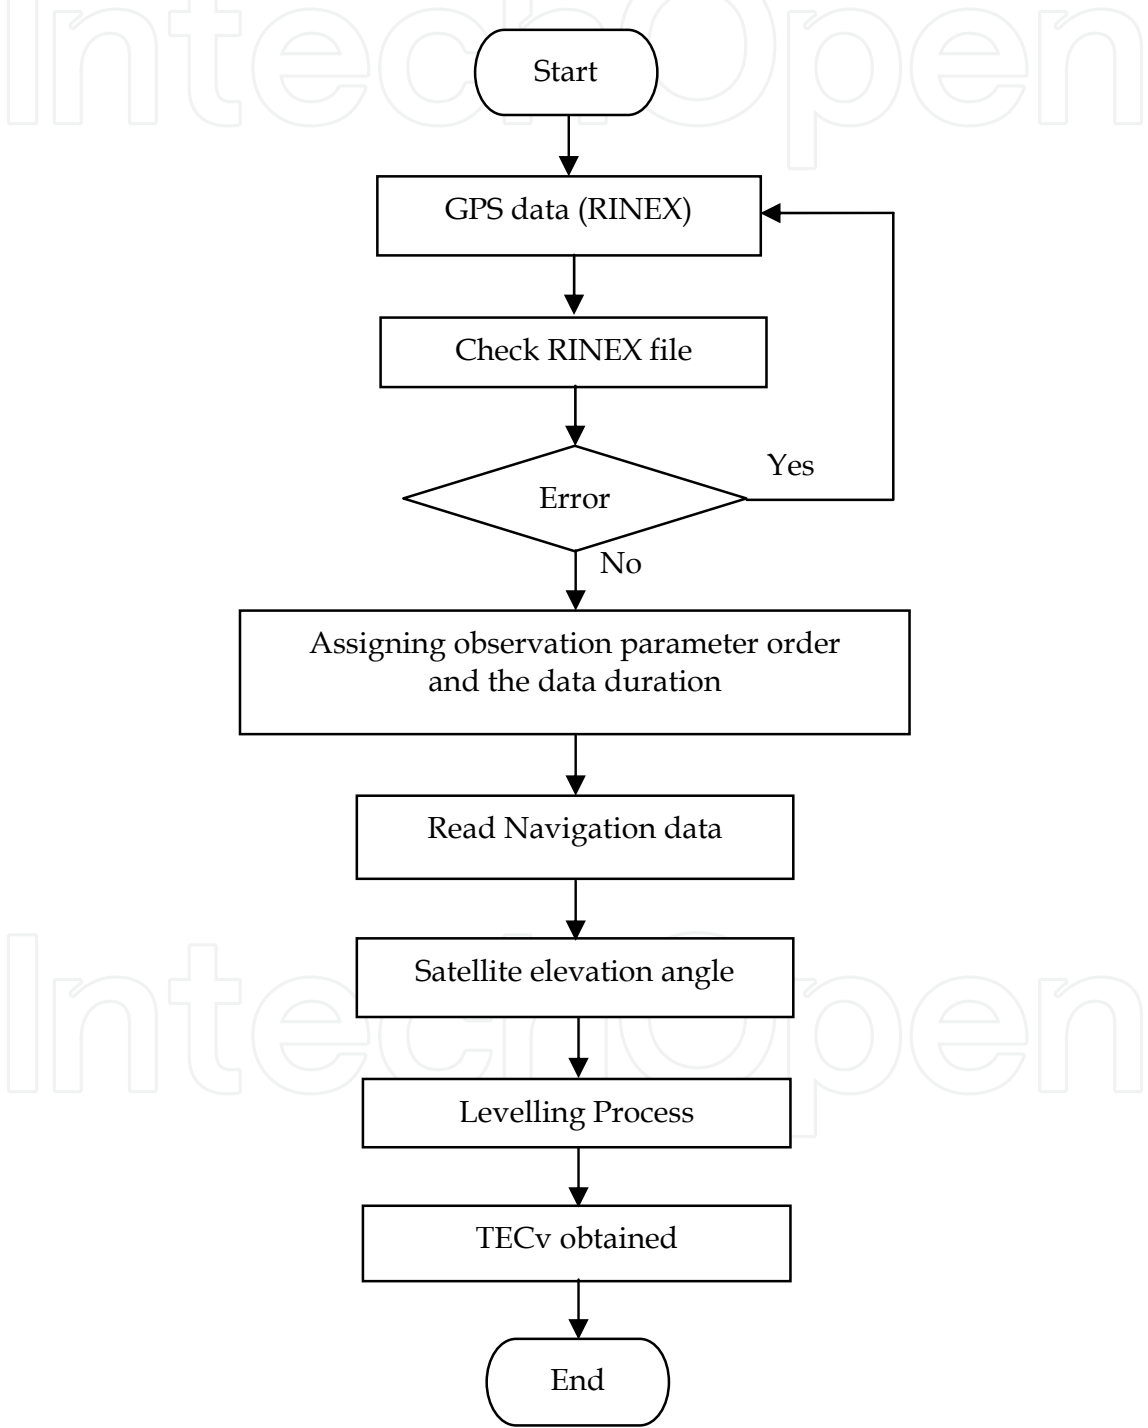 IntechOpen
Start
GPS data (RINEX)
Check RINEX file
Yes
Error
No
Assigning observation parameter order
and the data duration
Read Navigation data
Satellite elevation angle
IntechOpen
Levelling Process
TECv obtained
End